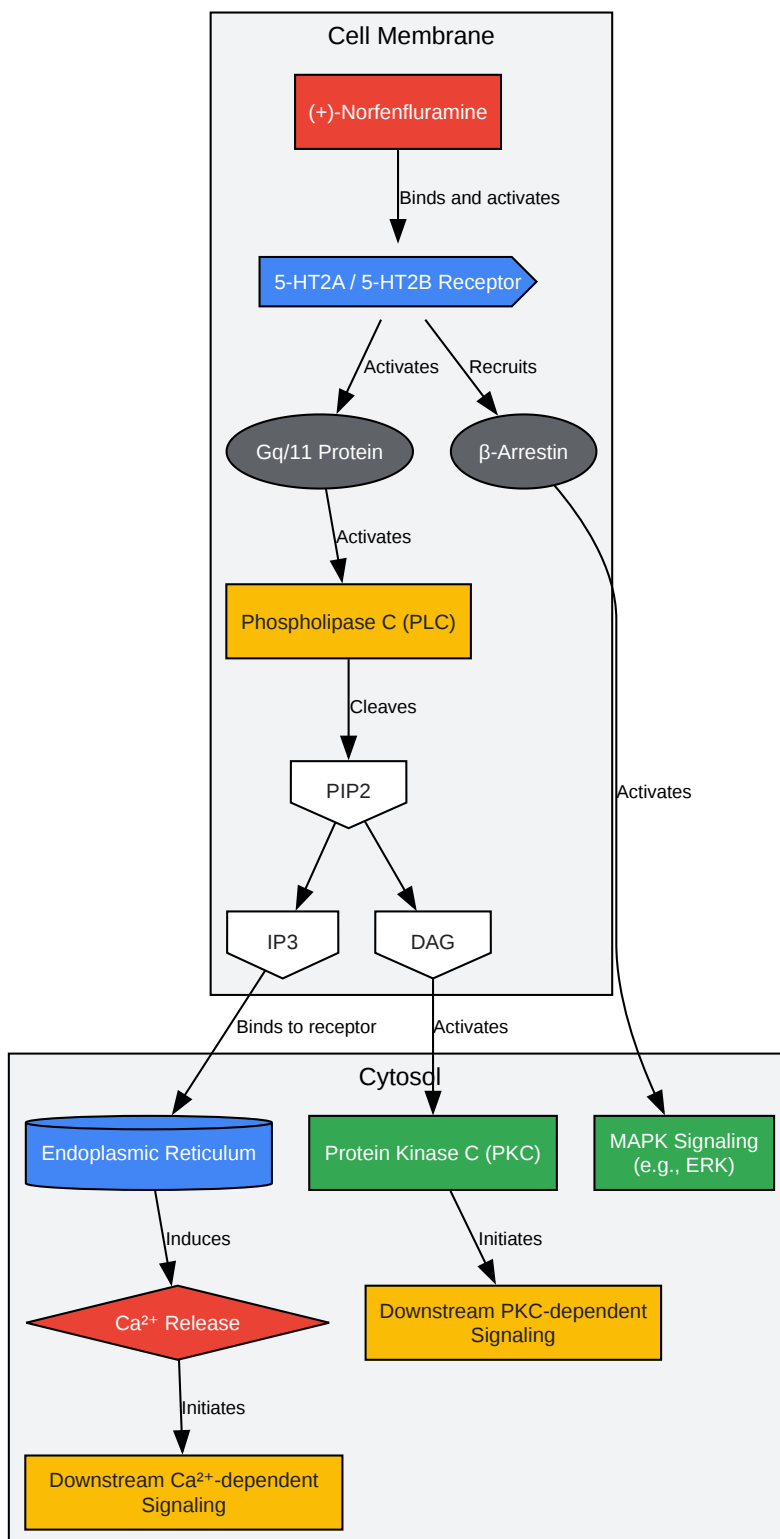 Cell Membrane
(+)-Norfenfluramine
Binds and activates
5-HT2A / 5-HT2B Receptor
Activates
Recruits
Gq/11 Protein
β-Arrestin
Activates
Phospholipase C (PLC)
Cleaves
PIP2
Activates
IP3
DAG
Binds to receptor
Activates
Cytosol
Endoplasmic Reticulum
Protein Kinase C (PKC)
MAPK Signaling
(e.g., ERK)
Induces
Initiates
Ca²⁺ Release
Downstream PKC-dependent
Signaling
Initiates
Downstream Ca²⁺-dependent
Signaling